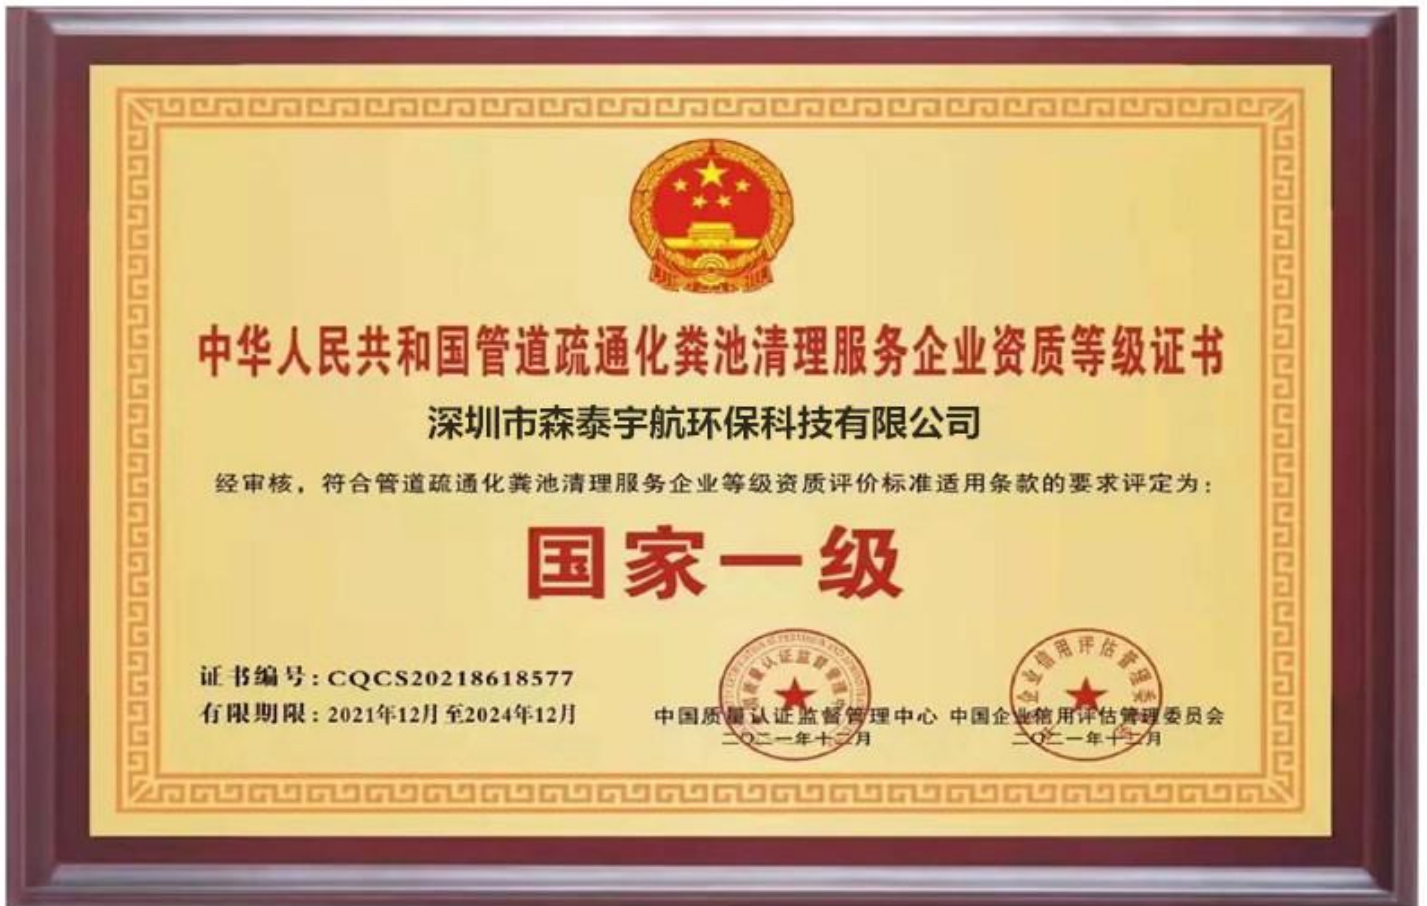 中华人民共和国管道疏通化粪池清理服务企业资质等级证书
深圳市森泰宇航环保科技有限公司
经审核，符合管道疏通化粪池清理服务企业等级资质评价标准适用条款的要求评定为：
国家一级
证书编号：CQCS20218618577
有限期限：2021年12月至2024年12月
中国质量认证监督管理中心
二〇二一年十二月
中国企业信用评估管理委员会
二〇二一年十二月